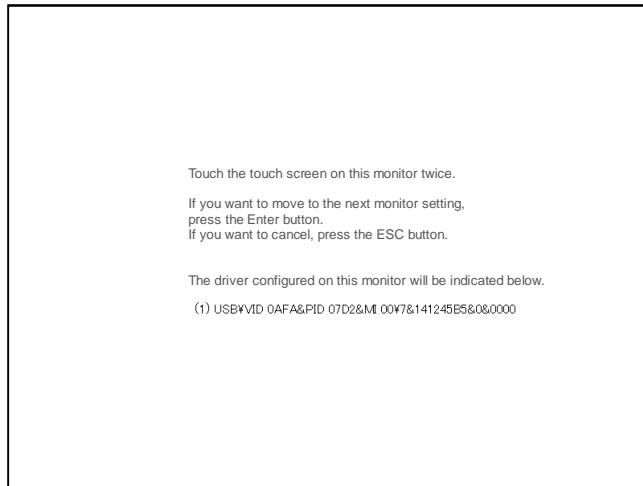 Touch the touch screen on this monitor twice.
If you want to move to the next monitor setting,
press the Enter button.
If you want to cancel, press the ESC button.
The driver configured on this monitor will be indicated below.
(1) USB¥VID 0AFA&PID 07D2&MI 00¥7&141245B5&0&0000